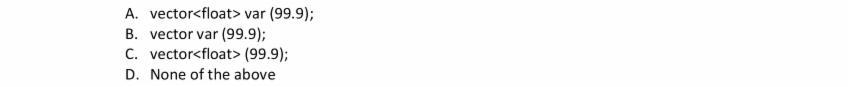 A. vector<float> var (99.9);
B. vector var (99.9);
C. vector<float> (99.9);
D. None of the above